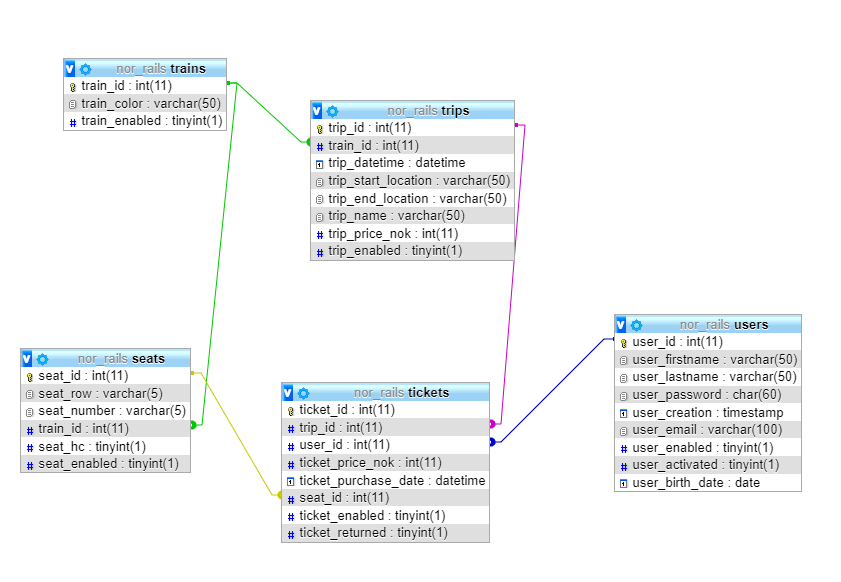 nor_rails trains
train_id : int(11)
train_color : varchar(50)
train_enabled : tinyint(1)
nor_rails trips
trip_id : int(11)
train_id : int(11)
trip_datetime : datetime
trip_start_location : varchar(50)
trip_end_location : varchar(50)
trip_name : varchar(50)
trip_price_nok : int(11)
trip_enabled : tinyint(1)
nor_rails users
user_id : int(11)
user_firstname : varchar(50)
user_lastname : varchar(50)
user_password : char(60)
user_creation : timestamp
user_email : varchar(100)
user_enabled : tinyint(1)
user_activated : tinyint(1)
user_birth_date : date
nor_rails seats
seat_id : int(11)
seat_row : varchar(5)
seat_number : varchar(5)
train_id : int(11)
seat_hc : tinyint(1)
seat_enabled : tinyint(1)
nor_rails tickets
ticket_id : int(11)
trip_id : int(11)
user_id : int(11)
ticket_price_nok : int(11)
ticket_purchase_date : datetime
seat_id : int(11)
ticket_enabled : tinyint(1)
ticket_returned : tinyint(1)